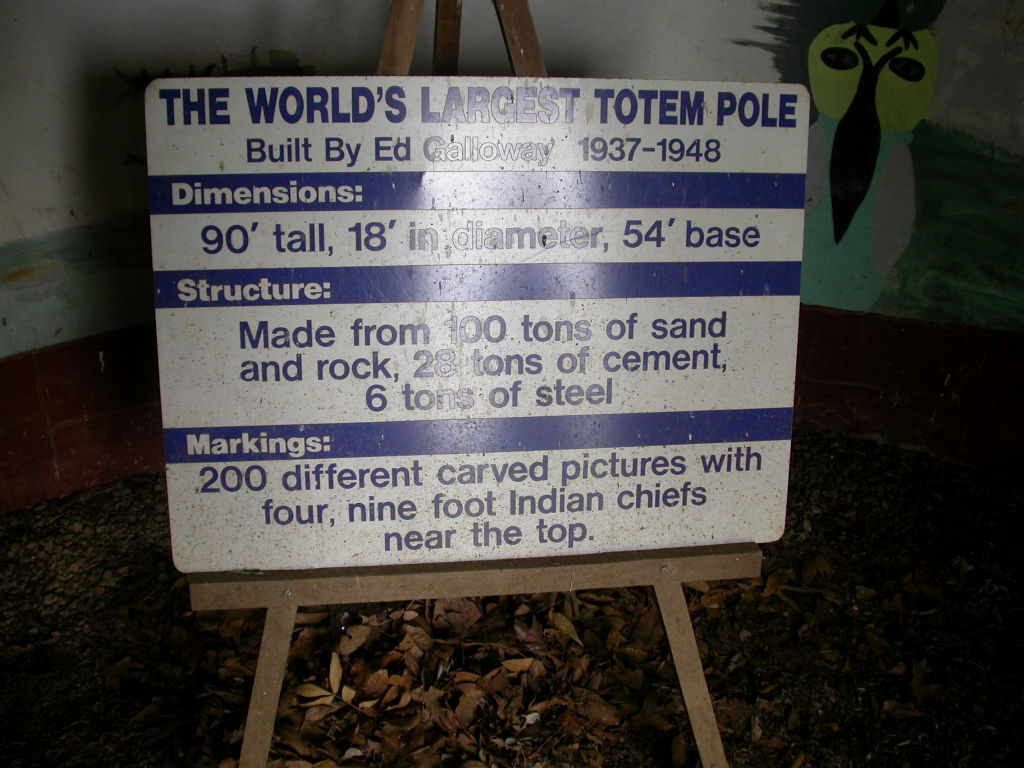 THE WORLD'S LARGEST TOTEM POLE
Built By Ed Galloway 1937-1948
Dimensions:
90' tall, 18' in diameter, 54' base
Structure:
Made from 100 tons of sand
and rock, 28 tons of cement,
6 tons of steel
Markings:
200 different carved pictures with
four, nine foot Indian chiefs
near the top.